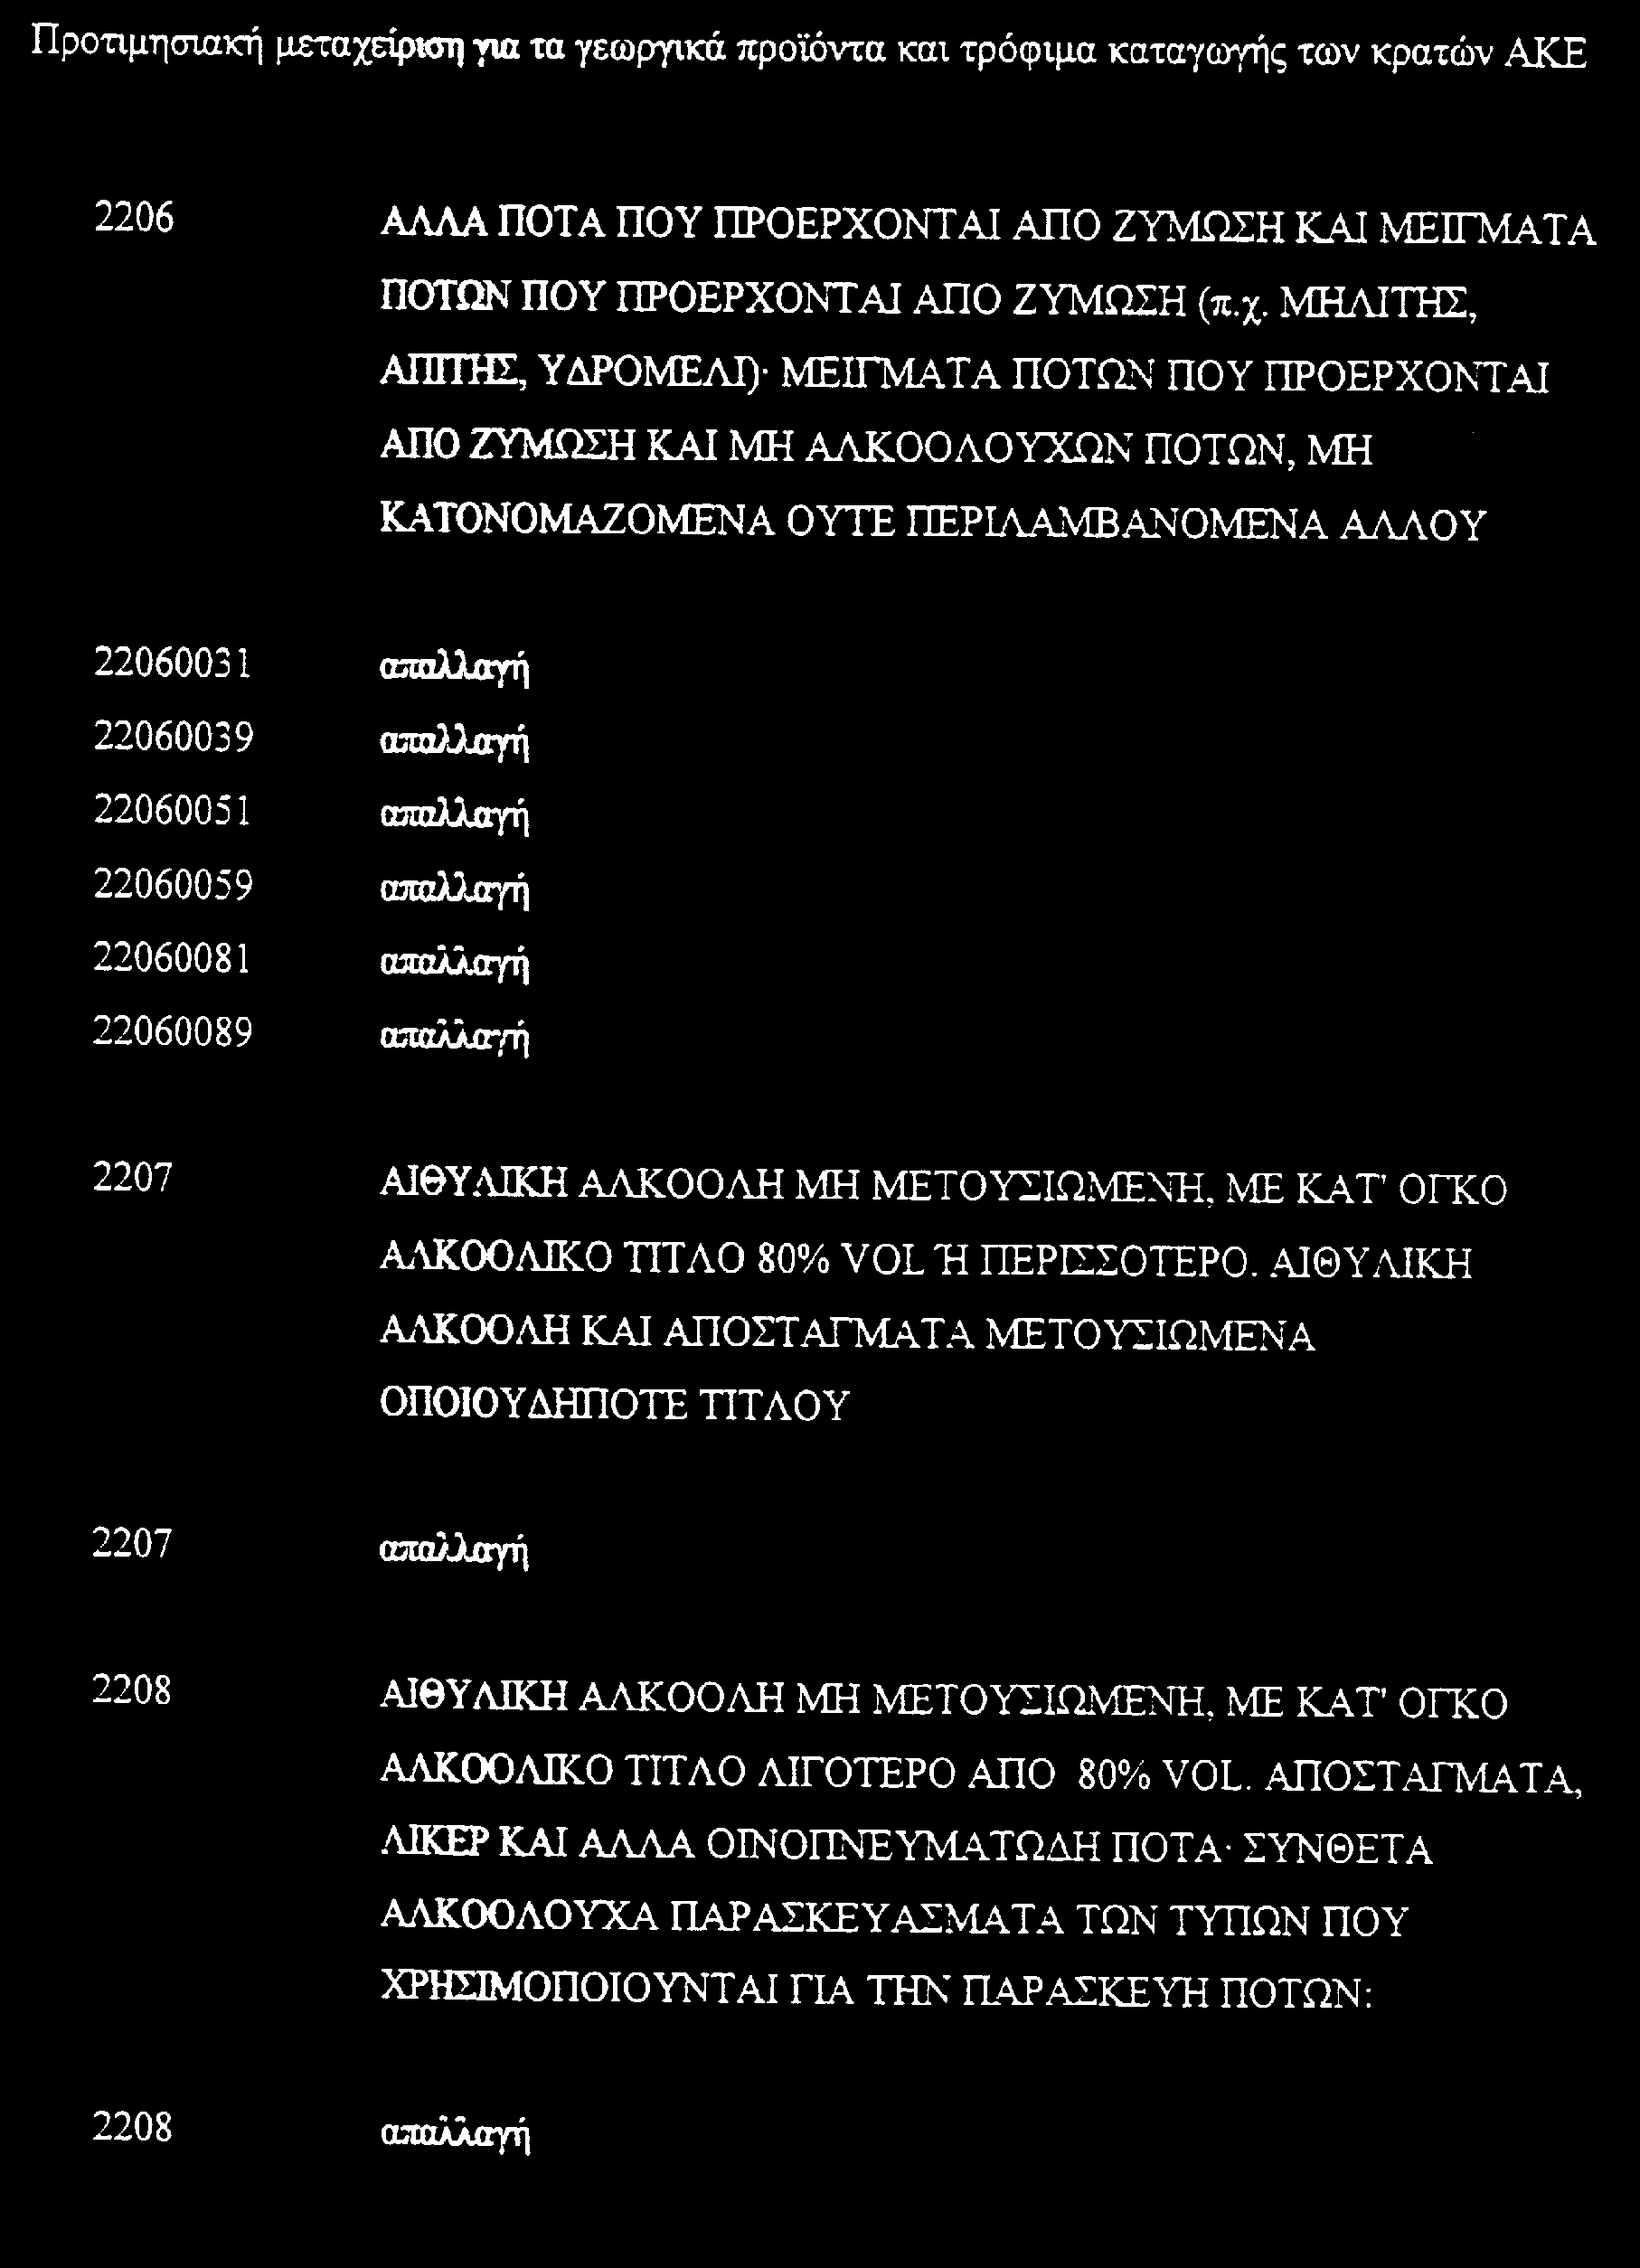 Προτιμησιακή μεταχείριση για τα γεωργικά προϊόντα και τρόφιμα καταγωγής των κρατών ΑΚΕ
2206 ΑΛΛΑ ΠΟΤΑ ΠΟΥ ΠΡΟΕΡΧΟΝΤΑΙ ΑΠΟ ΖΥΜΩΣΗ ΚΑΙ ΜΕΙΓΜΑΤΑ
ΠΟΤΩΝ ΠΟΥ ΠΡΟΕΡΧΟΝΤΑΙ ΑΠΟ ΖΥΜΩΣΗ (π.χ. ΜΗΛΙΤΗΣ,
ΑΠΙΤΗΣ, ΥΔΡΟΜΕΛΙ)· ΜΕΙΓΜΑΤΑ ΠΟΤΩΝ ΠΟΥ ΠΡΟΕΡΧΟΝΤΑΙ
ΑΠΟ ΖΥΜΩΣΗ ΚΑΙ ΜΗ ΑΛΚΟΟΛΟΥΧΩΝ ΠΟΤΩΝ, ΜΗ
ΚΑΤΟΝΟΜΑΖΟΜΕΝΑ ΟΥΤΕ ΠΕΡΙΛΑΜΒΑΝΟΜΕΝΑ ΑΛΛΟΥ
22060031 απαλλαγή
22060039 απαλλαγή
22060051 απαλλαγή
22060059 απαλλαγή
22060081 απαλλαγή
22060089 απαλλαγή
2207 ΑΙΘΥΛΙΚΗ ΑΛΚΟΟΛΗ ΜΗ ΜΕΤΟΥΣΙΩΜΕΝΗ, ΜΕ ΚΑΤ' ΟΓΚΟ
ΑΛΚΟΟΛΙΚΟ ΤΙΤΛΟ 80% VOL Ή ΠΕΡΙΣΣΟΤΕΡΟ. ΑΙΘΥΛΙΚΗ
ΑΛΚΟΟΛΗ ΚΑΙ ΑΠΟΣΤΑΓΜΑΤΑ ΜΕΤΟΥΣΙΩΜΕΝΑ
ΟΠΟΙΟΥΔΗΠΟΤΕ ΤΙΤΛΟΥ
2207 απαλλαγή
2208 ΑΙΘΥΛΙΚΗ ΑΛΚΟΟΛΗ ΜΗ ΜΕΤΟΥΣΙΩΜΕΝΗ, ΜΕ ΚΑΤ' ΟΓΚΟ
ΑΛΚΟΟΛΙΚΟ ΤΙΤΛΟ ΛΙΓΟΤΕΡΟ ΑΠΟ 80% VOL. ΑΠΟΣΤΑΓΜΑΤΑ,
ΛΙΚΕΡ ΚΑΙ ΑΛΛΑ ΟΙΝΟΠΝΕΥΜΑΤΩΔΗ ΠΟΤΑ· ΣΥΝΘΕΤΑ
ΑΛΚΟΟΛΟΥΧΑ ΠΑΡΑΣΚΕΥΑΣΜΑΤΑ ΤΩΝ ΤΥΠΩΝ ΠΟΥ
ΧΡΗΣΙΜΟΠΟΙΟΥΝΤΑΙ ΓΙΑ ΤΗΝ ΠΑΡΑΣΚΕΥΗ ΠΟΤΩΝ:
2208 απαλλαγή